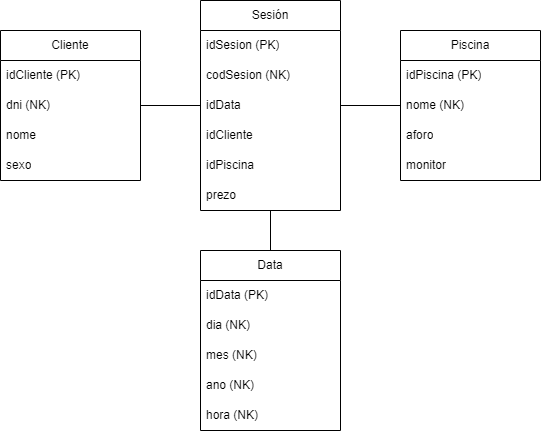 Sesión
idSesion (PK)
codSesion (NK)
idData
idCliente
idPiscina
prezo
Cliente
idCliente (PK)
dni (NK)
nome
sexo
Piscina
idPiscina (PK)
nome (NK)
aforo
monitor
Data
idData (PK)
dia (NK)
mes (NK)
ano (NK)
hora (NK)